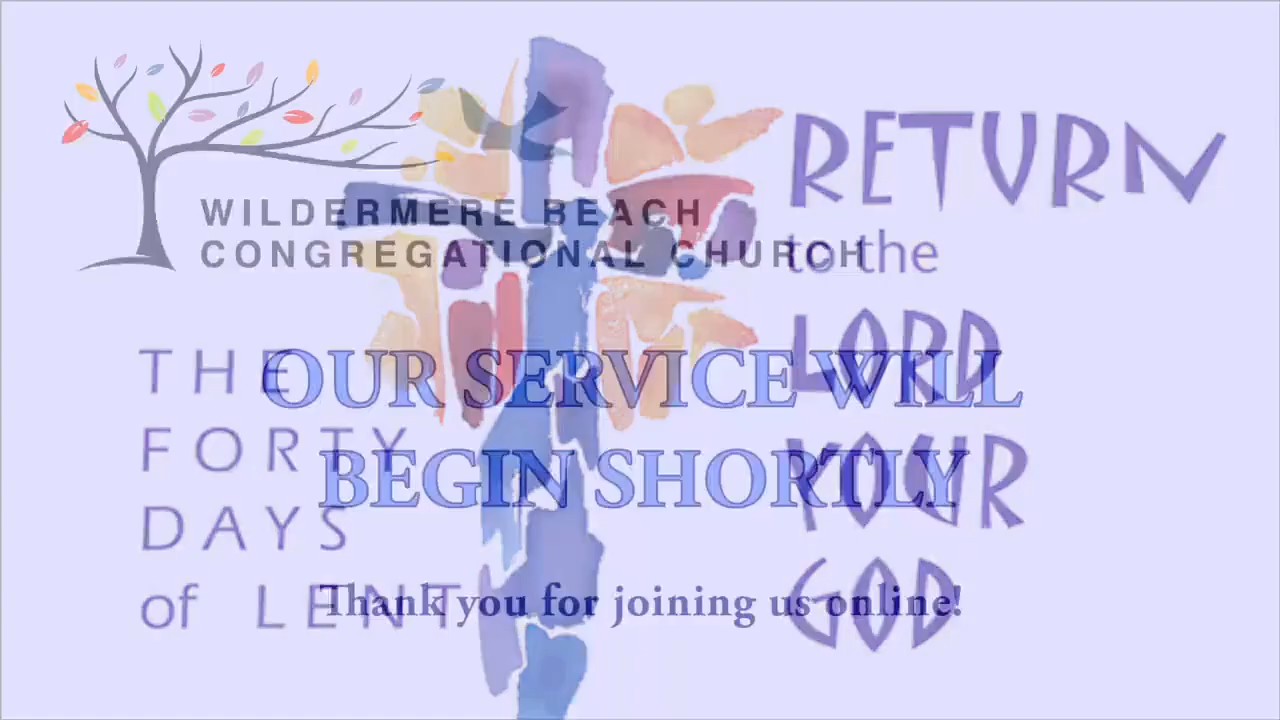 WILDERMERE BEACH
CONGREGATIONAL CHURCH
OUR SERVICE WILL
BEGIN SHORTLY
Thank you for joining us online!
THE
FORTY
DAYS
of LENT
RETURN
to the
LORD
YOUR
GOD